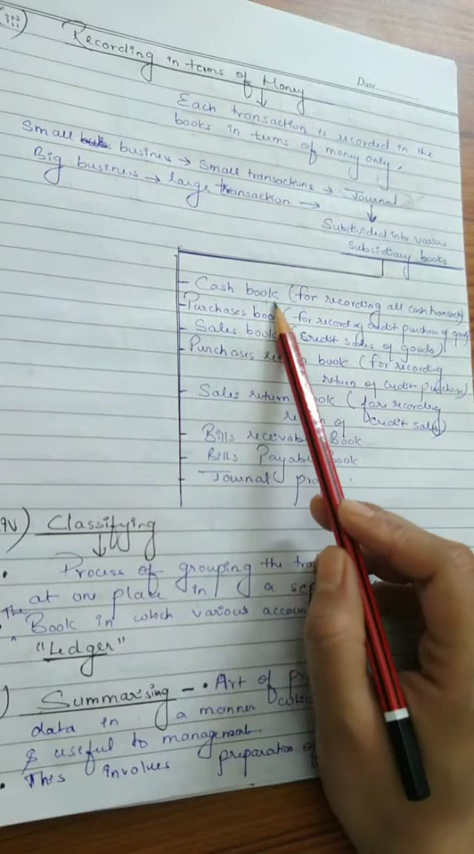 Date
Recording in terms of Money
Each transaction is recorded in the
books in terms of money only.
Small business → Small transactions → Journal
Big business → large transaction →
Subdivided into various
subsidiary books
Cash book (for recording all cash transact)
Purchases book (for recording credit purchase of goods)
Sales book credit sales of goods)
Purchases book (for recording
return of credit purchase)
Sales return book (for recording
return of credit sales)
Bills receivable Book
Bills Payable Book
Journal
iv) Classifying
Process of grouping the
at one place in a
The Book in which various
"Ledger"
) Summarising - • Art of
data in a manner
& useful to management.
• This involves preparation of